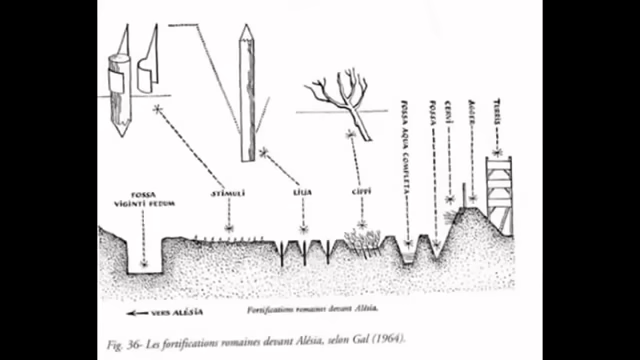 FOSSA
VIGINTI PEDUM
STIMULI
LILIA
CIPPI
FOSSA AQUA COMPLETA
FOSSA
CERVI
AGGER
TURRIS
VERS ALÉSIA
Fortifications romaines devant Alésia.
Fig. 36- Les fortifications romaines devant Alésia, selon Gal (1964).